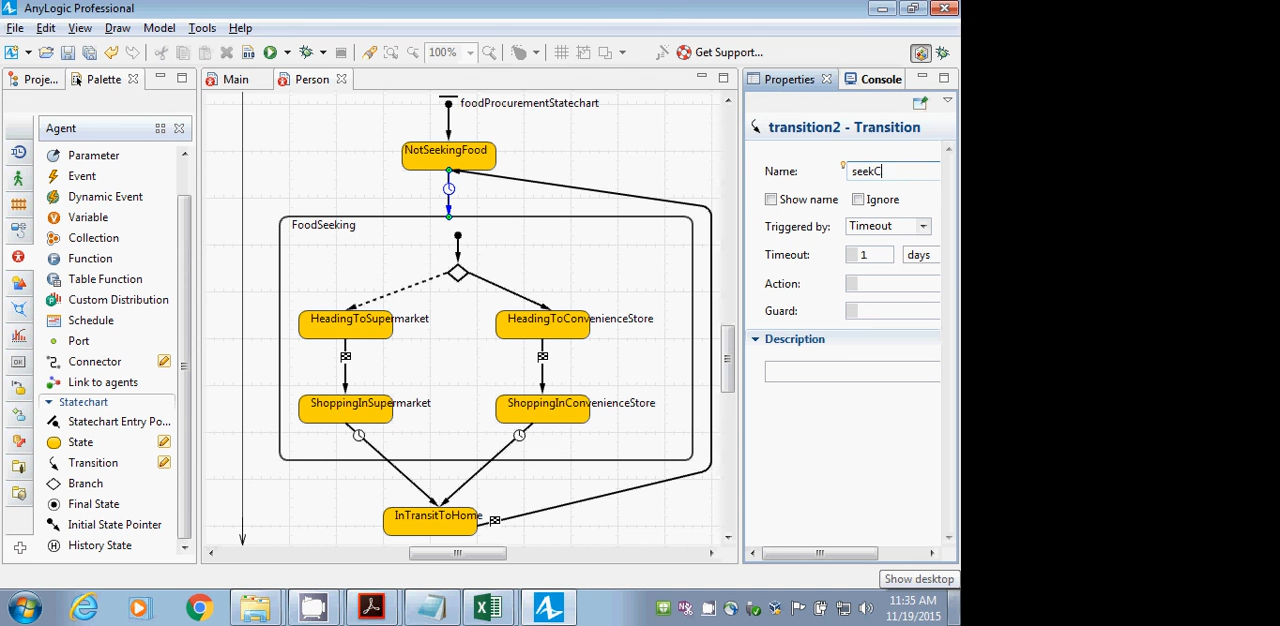 AnyLogic Professional
File Edit View Draw Model Tools Help
100% Get Support...
Proje... Palette Main Person Properties Console
Agent
Parameter
Event
Dynamic Event
Variable
Collection
Function
Table Function
Custom Distribution
Schedule
Port
Connector
Link to agents
Statechart
Statechart Entry Po...
State
Transition
Branch
Final State
Initial State Pointer
History State
foodProcurementStatechart
NotSeekingFood
FoodSeeking
HeadingToSupermarket HeadingToConvenienceStore
ShoppingInSupermarket ShoppingInConvenienceStore
InTransitToHome
transition2 - Transition
Name: seekC
Show name Ignore
Triggered by: Timeout
Timeout: 1 days
Action:
Guard:
Description
Show desktop
11:35 AM
11/19/2015